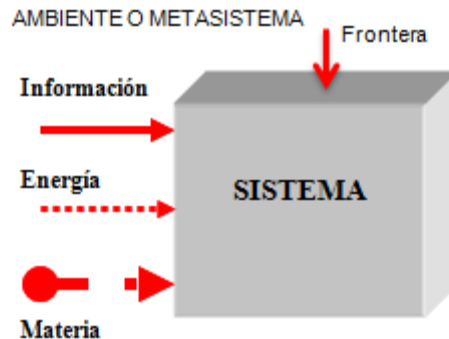 AMBIENTE O METASISTEMA
Frontera
Información
Energía
SISTEMA
Materia